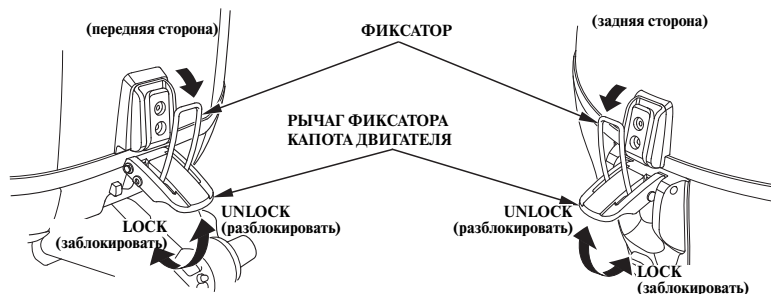 (передняя сторона)
ФИКСАТОР
(задняя сторона)
РЫЧАГ ФИКСАТОРА
КАПОТА ДВИГАТЕЛЯ
LOCK
(заблокировать)
UNLOCK
(разблокировать)
UNLOCK
(разблокировать)
LOCK
(заблокировать)